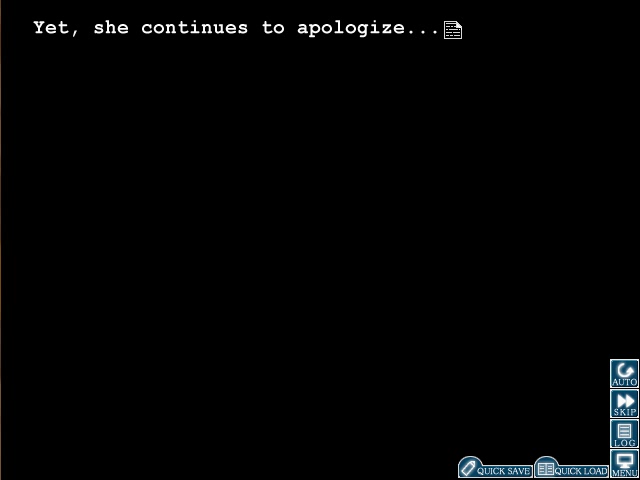 Yet, she continues to apologize...
AUTO
SKIP
LOG
QUICK SAVE
QUICK LOAD
MENU